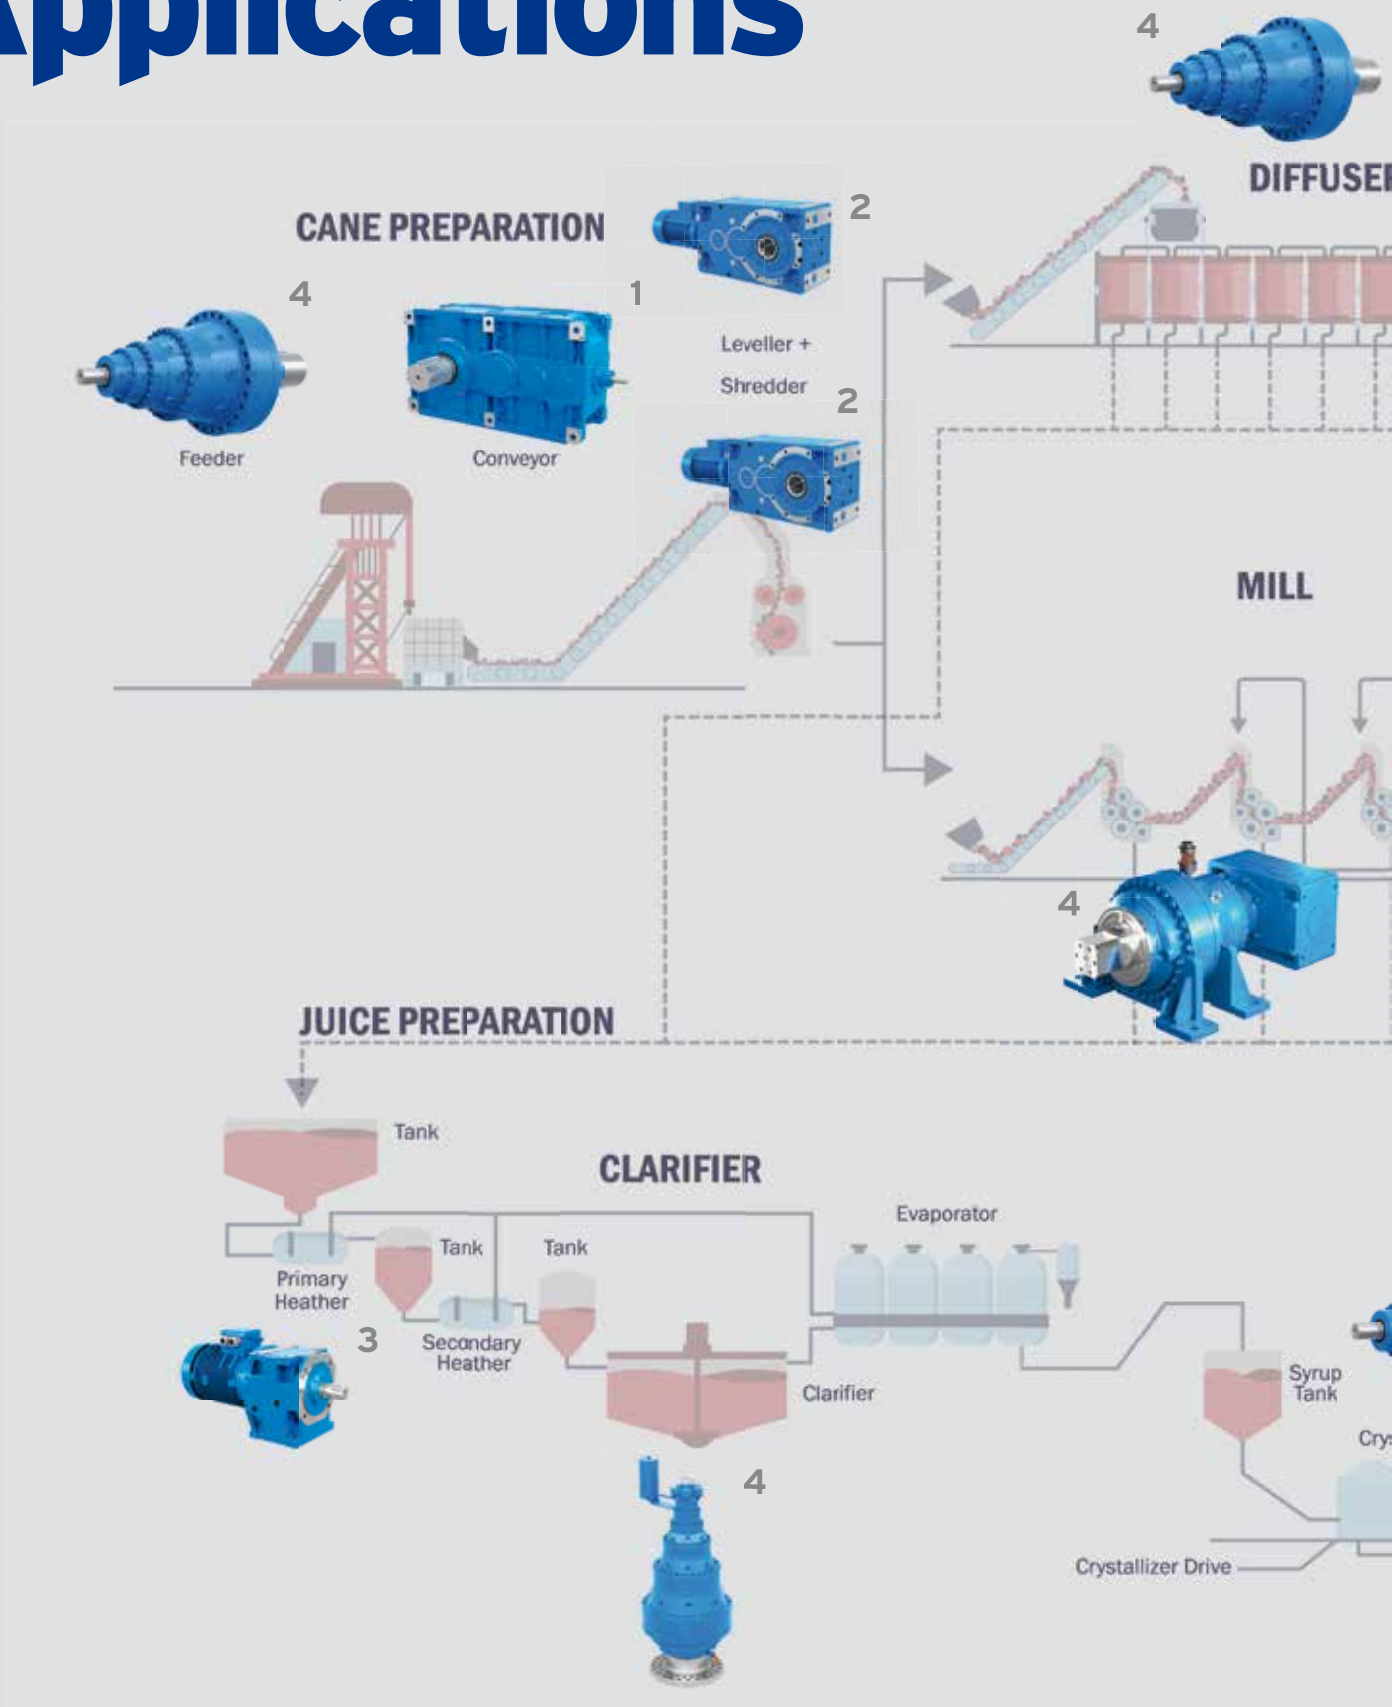 Applications
4
DIFFUSER
CANE PREPARATION
2
4
1
Leveller +
Shredder
2
Feeder
Conveyor
MILL
4
JUICE PREPARATION
Tank
CLARIFIER
Evaporator
Tank
Tank
Primary
Heather
3
Secondary
Heather
Clarifier
Syrup
Tank
Crys
4
Crystallizer Drive